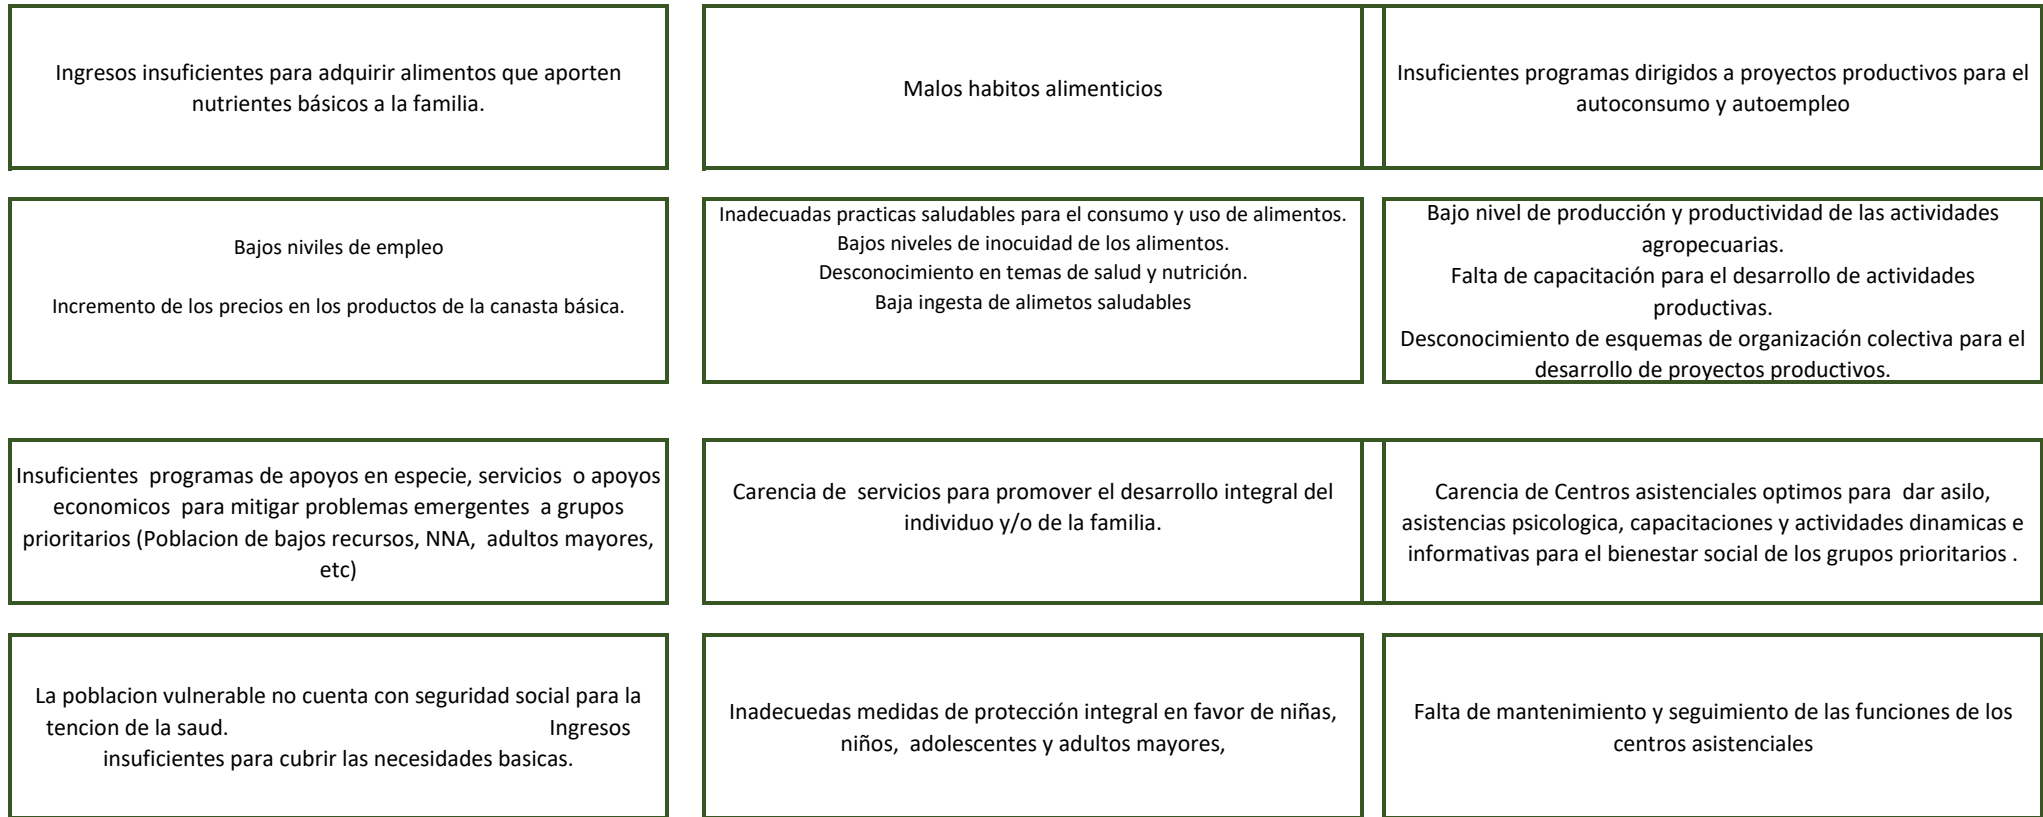 Ingresos insuficientes para adquirir alimentos que aporten
nutrientes básicos a la familia.
Malos habitos alimenticios
Insuficientes programas dirigidos a proyectos productivos para el
autoconsumo y autoempleo
Bajos niviles de empleo
Incremento de los precios en los productos de la canasta básica.
Inadecuadas practicas saludables para el consumo y uso de alimentos.
Bajos niveles de inocuidad de los alimentos.
Desconocimiento en temas de salud y nutrición.
Baja ingesta de alimetos saludables
Bajo nivel de producción y productividad de las actividades
agropecuarias.
Falta de capacitación para el desarrollo de actividades
productivas.
Desconocimiento de esquemas de organización colectiva para el
desarrollo de proyectos productivos.
Insuficientes programas de apoyos en especie, servicios o apoyos
economicos para mitigar problemas emergentes a grupos
prioritarios (Poblacion de bajos recursos, NNA, adultos mayores,
etc)
Carencia de servicios para promover el desarrollo integral del
individuo y/o de la familia.
Carencia de Centros asistenciales optimos para dar asilo,
asistencias psicologica, capacitaciones y actividades dinamicas e
informativas para el bienestar social de los grupos prioritarios .
La poblacion vulnerable no cuenta con seguridad social para la
tencion de la saud. Ingresos
insuficientes para cubrir las necesidades basicas.
Inadecuedas medidas de protección integral en favor de niñas,
niños, adolescentes y adultos mayores,
Falta de mantenimiento y seguimiento de las funciones de los
centros asistenciales